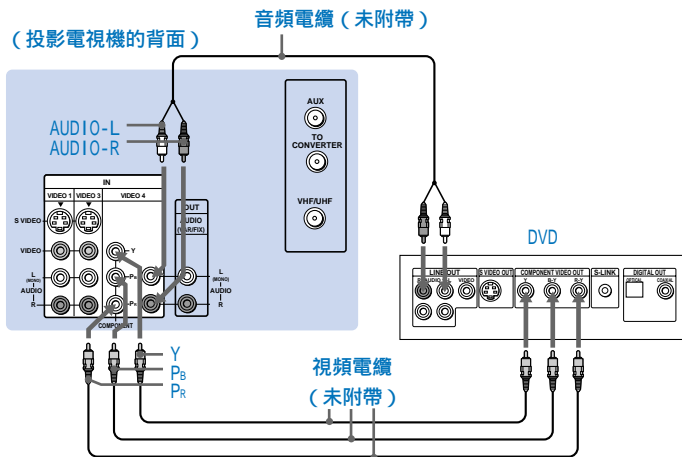 音頻電纜（未附帶）
（投影電視機的背面）
AUDIO-L
AUDIO-R
AUX
TO
CONVERTER
VHF/UHF
IN
VIDEO 1
VIDEO 3
VIDEO 4
S VIDEO
VIDEO
L
(MONO)
AUDIO
R
Y
PB
PR
COMPONENT
OUT
AUDIO
(VAR/FIX)
L
(MONO)
AUDIO
R
DVD
LINE OUT
VIDEO
S VIDEO OUT
COMPONENT VIDEO OUT
Y
B-Y
R-Y
S-LINK
DIGITAL OUT
OPTICAL
COAXIAL
Y
PB
PR
視頻電纜
（未附帶）